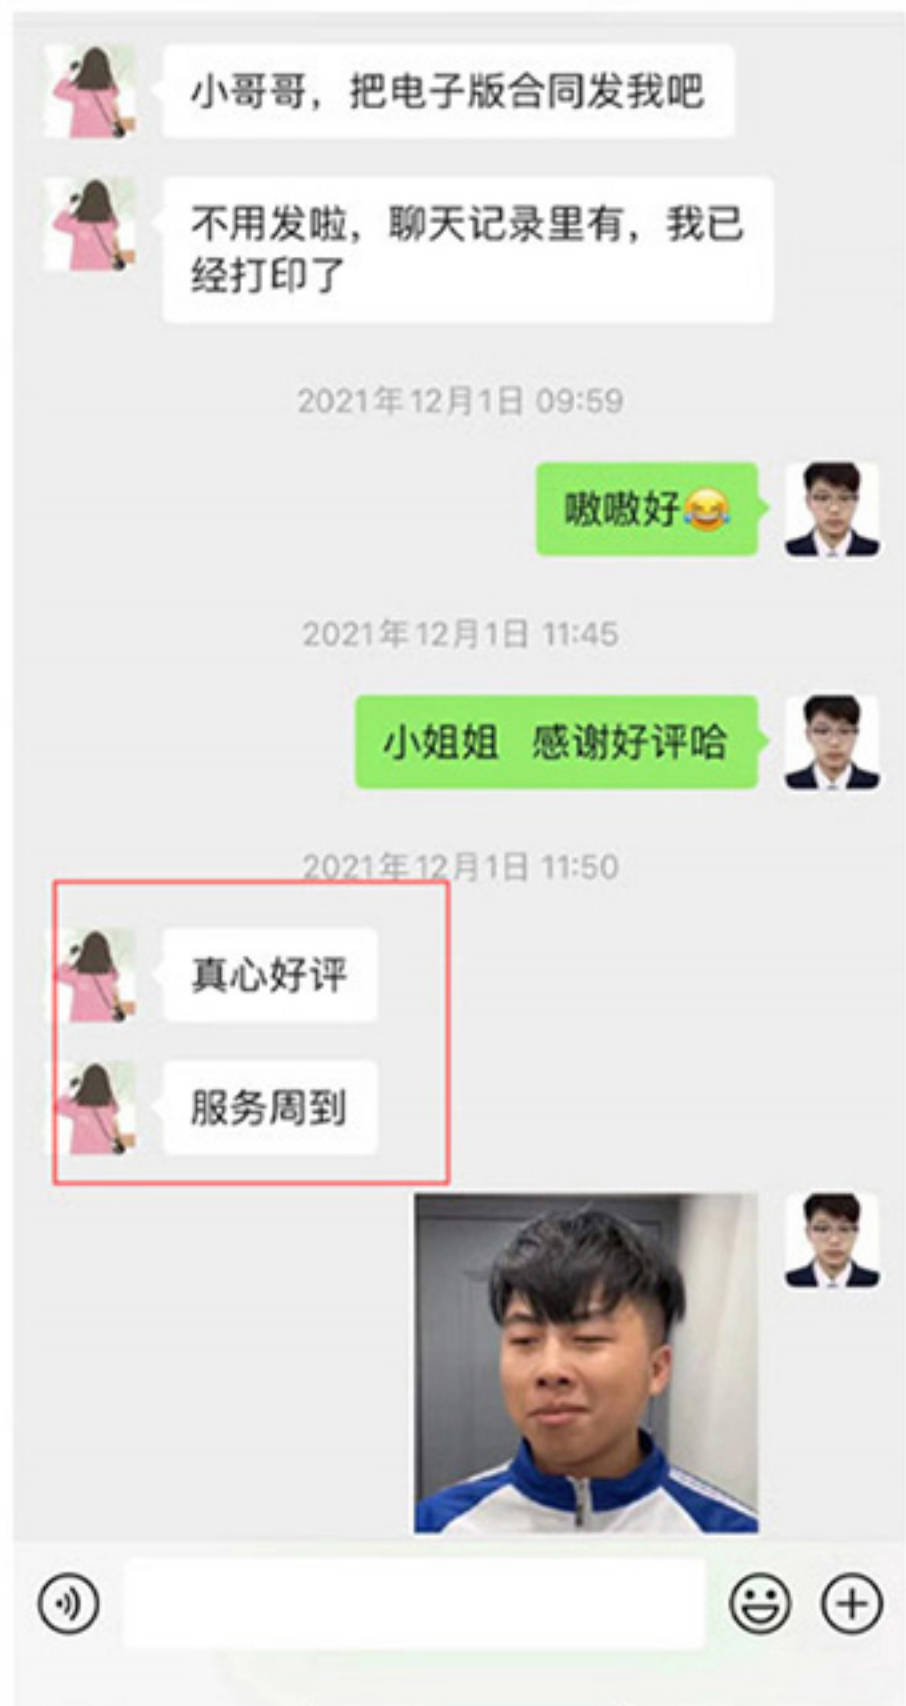 小哥哥，把电子版合同发我吧
不用发啦，聊天记录里有，我已
经打印了
2021年12月1日 09:59
嗷嗷好😂
2021年12月1日 11:45
小姐姐 感谢好评哈
2021年12月1日 11:50
真心好评
服务周到